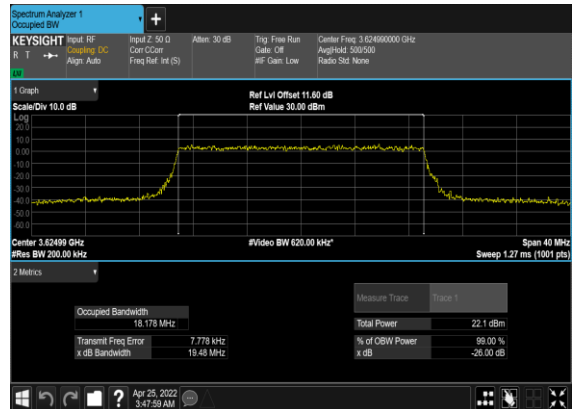 Spectrum Analyzer 1
Occupied BW
+
KEYSIGHT Input: RF Input Z: 50 Ω Atten: 30 dB Trig: Free Run Center Freq: 3.624990000 GHz
R T Coupling: DC Corr CCorr Gate: Off Avg|Hold: 500/500
Align: Auto Freq Ref: Int (S) #IF Gain: Low Radio Std: None
LXI
1 Graph
Ref Lvl Offset 11.60 dB
Scale/Div 10.0 dB Ref Value 30.00 dBm
Log
20.0
10.0
0.00
-10.0
-20.0
-30.0
-40.0
-50.0
-60.0
Center 3.62499 GHz #Video BW 620.00 kHz* Span 40 MHz
#Res BW 200.00 kHz Sweep 1.27 ms (1001 pts)
2 Metrics
Measure Trace Trace 1
Occupied Bandwidth
18.178 MHz Total Power 22.1 dBm
Transmit Freq Error 7.778 kHz % of OBW Power 99.00 %
x dB Bandwidth 19.48 MHz x dB -26.00 dB
? Apr 25, 2022
3:47:59 AM